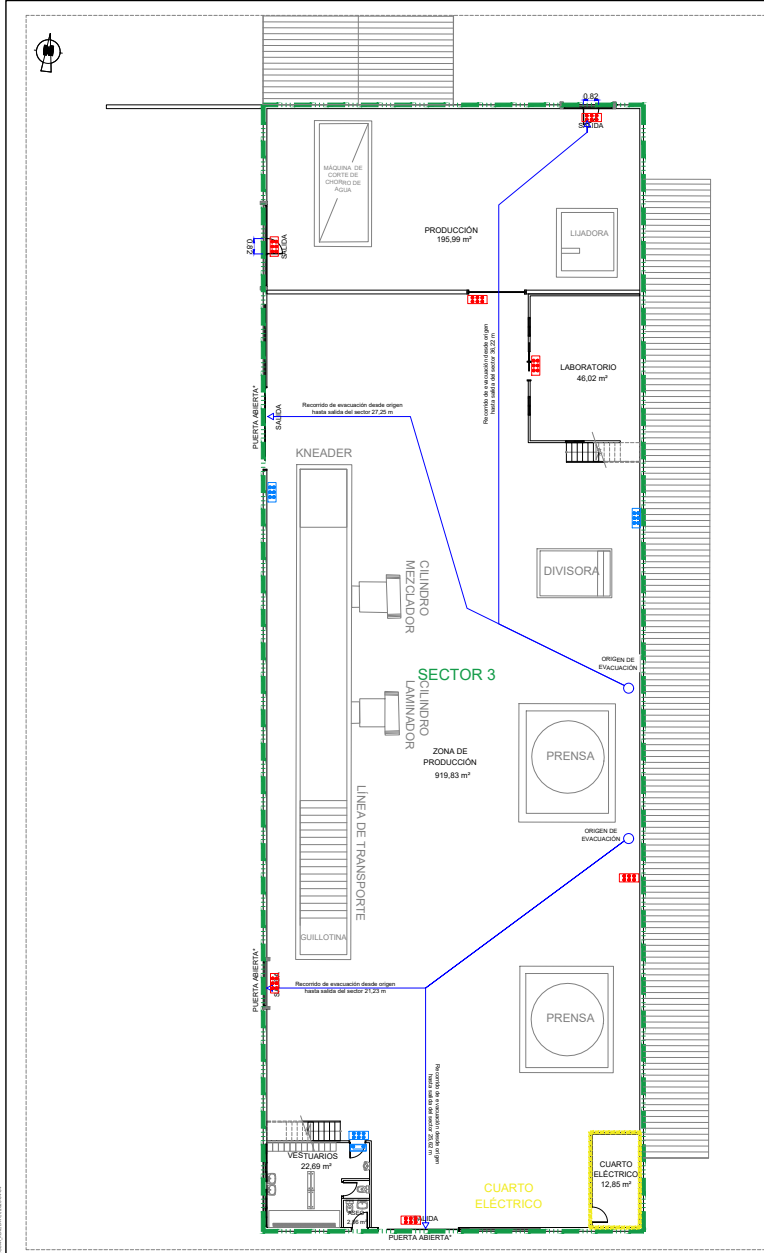 0.82
SALIDA
MÁQUINA DE
CORTE DE
CHORRO DE
AGUA
PRODUCCIÓN
195,99 m²
LIJADORA
0.82
SALIDA
Recorrido de evacuación desde origen
hasta salida del sector 36,22 m
LABORATORIO
46,02 m²
Recorrido de evacuación desde origen
hasta salida del sector 27,25 m
PUERTA ABIERTA*
SALIDA
KNEADER
CILINDRO
MEZCLADOR
DIVISORA
ORIGEN DE
EVACUACIÓN
SECTOR 3
CILINDRO
LAMINADOR
ZONA DE
PRODUCCIÓN
919,83 m²
PRENSA
LÍNEA DE TRANSPORTE
ORIGEN DE
EVACUACIÓN
GUILLOTINA
PUERTA ABIERTA*
Recorrido de evacuación desde origen
hasta salida del sector 21,23 m
PRENSA
Recorrido de evacuación desde origen
hasta salida del sector 25,62 m
VESTUARIOS
22,69 m²
CUARTO
ELÉCTRICO
12,85 m²
CUARTO
ELÉCTRICO
ASEO
SALIDA
PUERTA ABIERTA*